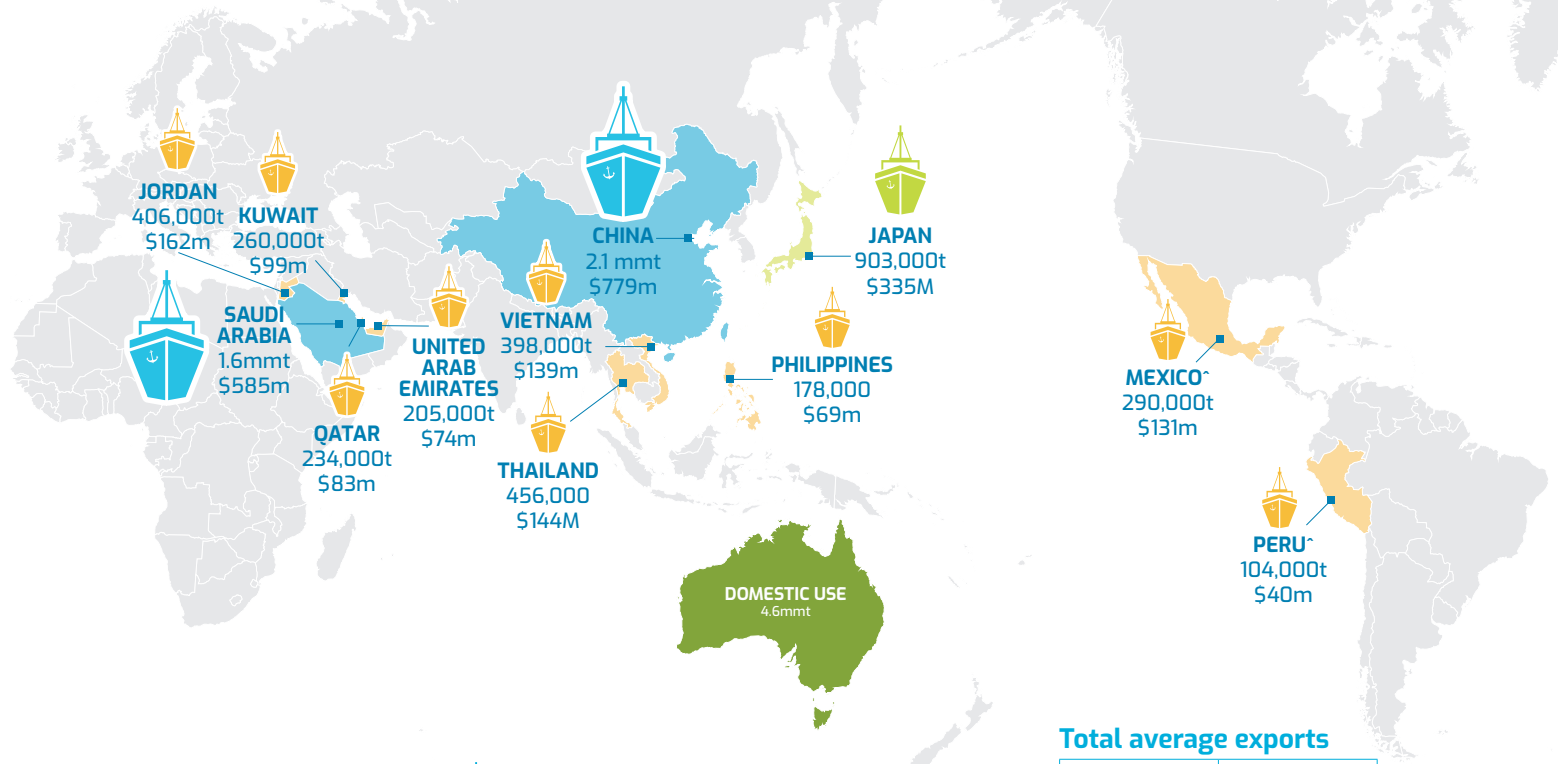 JORDAN
406,000t
$162m
KUWAIT
260,000t
$99m
SAUDI
ARABIA
1.6mmt
$585m
QATAR
234,000t
$83m
UNITED
ARAB
EMIRATES
205,000t
$74m
CHINA
2.1 mmt
$779m
VIETNAM
398,000t
$139m
THAILAND
456,000
$144M
JAPAN
903,000t
$335M
PHILIPPINES
178,000
$69m
MEXICO^
290,000t
$131m
PERU^
104,000t
$40m
DOMESTIC USE
4.6mmt
Total average exports